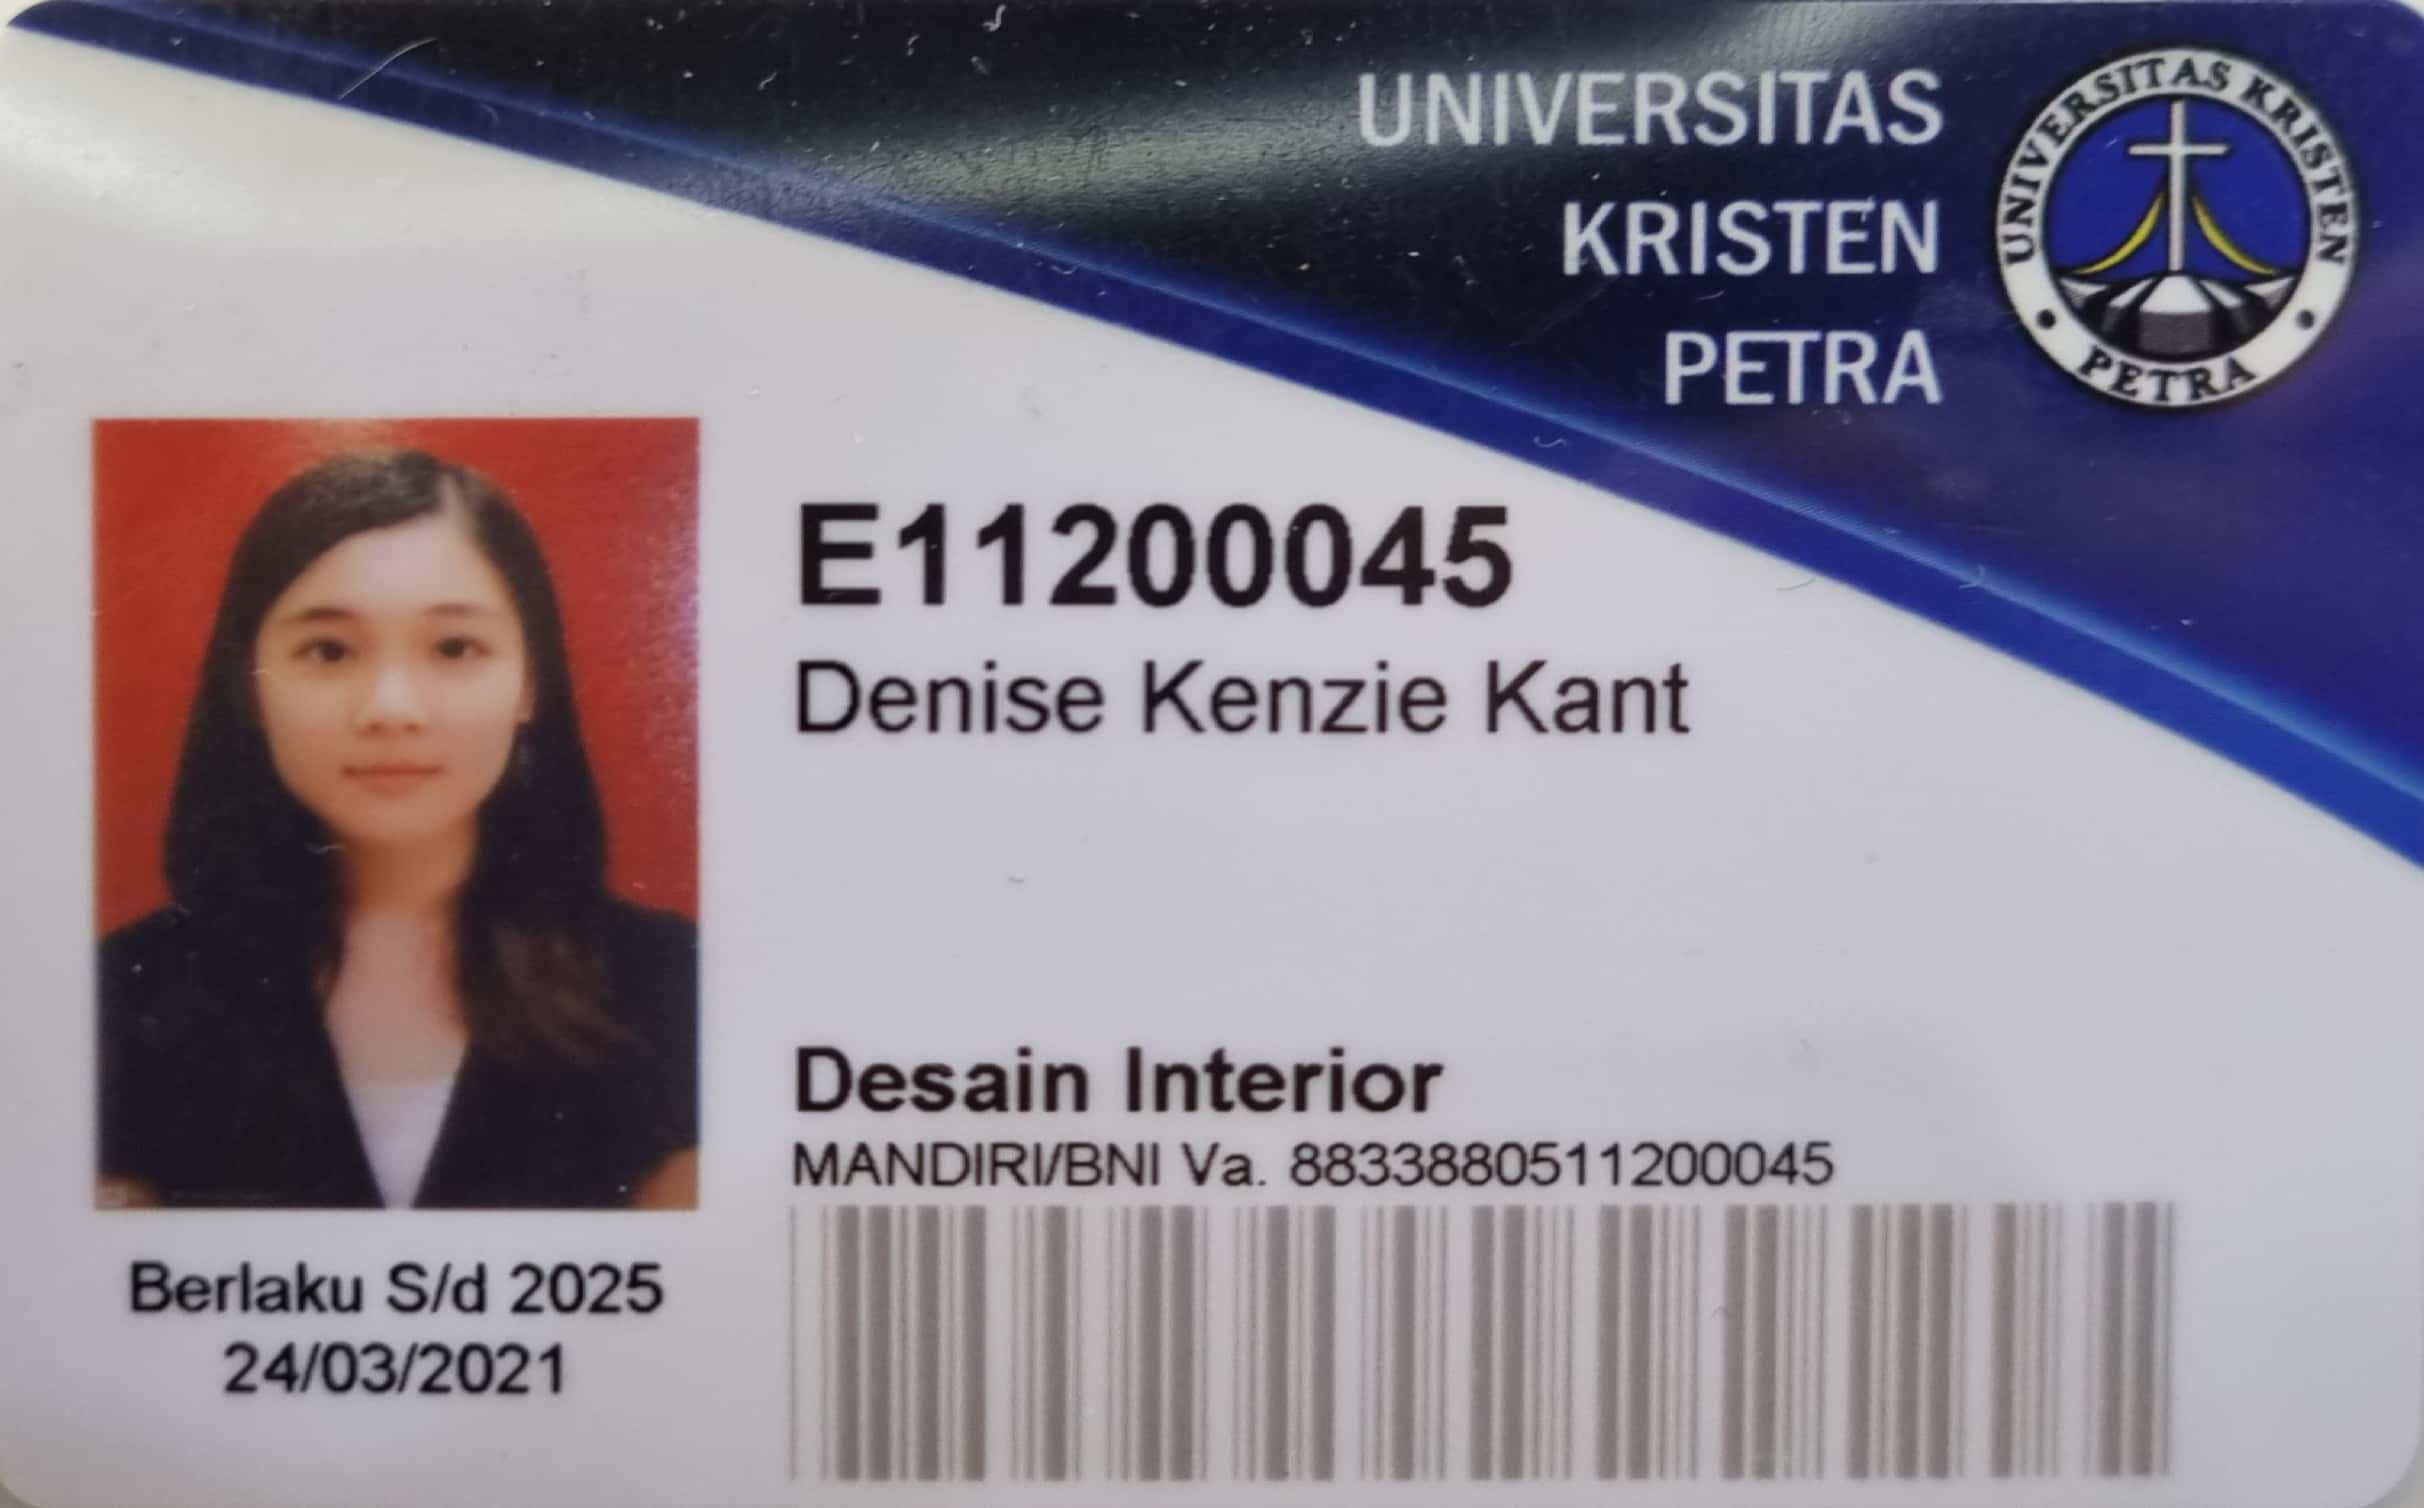 UNIVERSITAS
KRISTEN
PETRA
UNIVERSITAS KRISTEN
PETRA
E11200045
Denise Kenzie Kant
Desain Interior
MANDIRI/BNI Va. 8833880511200045
Berlaku S/d 2025
24/03/2021